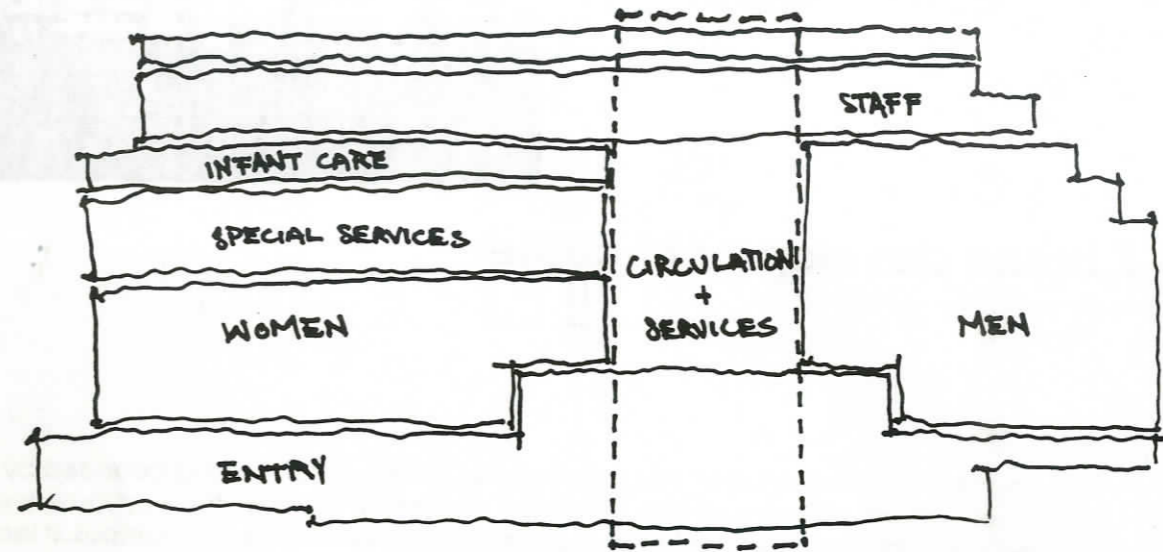 STAFF
INFANT CARE
SPECIAL SERVICES
CIRCULATION
+
SERVICES
WOMEN
MEN
ENTRY